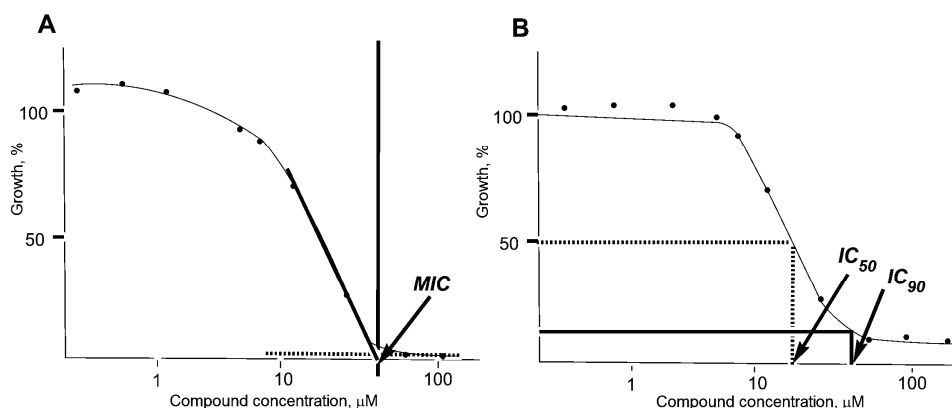 A
100
50
Growth, %
MIC
1
10
100
Compound concentration, µM
B
100
50
Growth, %
IC50
IC90
1
10
100
Compound concentration, µM